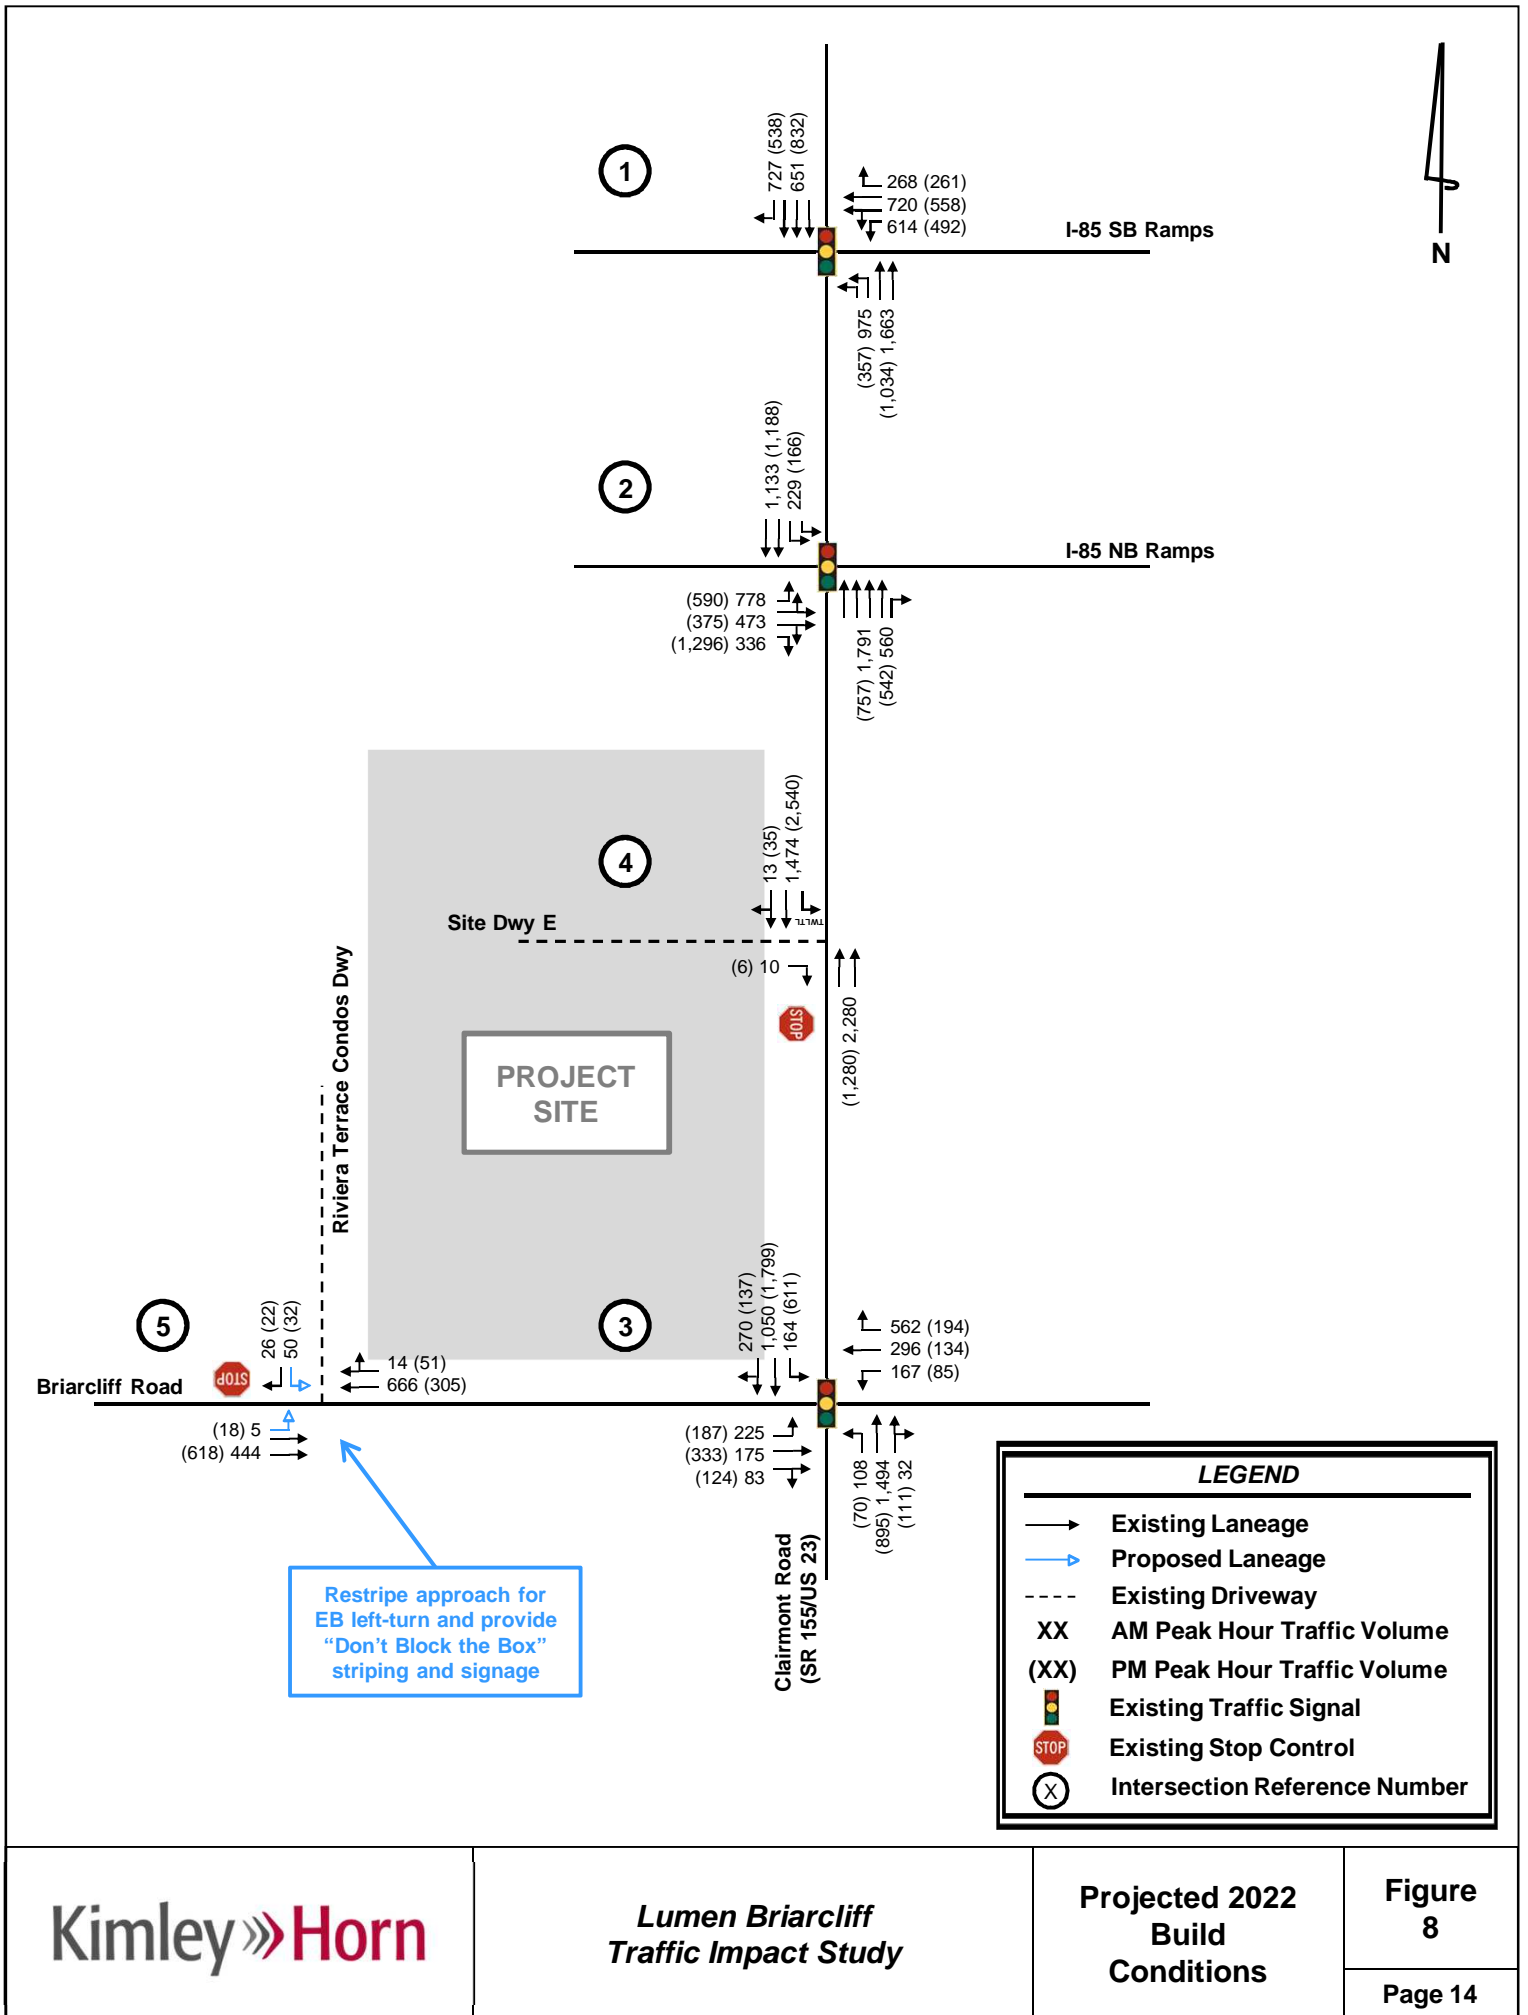 1
727 (538)
651 (832)
268 (261)
720 (558)
614 (492)
I-85 SB Ramps
N
(357) 975
(1,034) 1,663
2
1,133 (1,188)
229 (166)
I-85 NB Ramps
(590) 778
(375) 473
(1,296) 336
(757) 1,791
(542) 560
4
13 (35)
1,474 (2,540)
TWLTL
Site Dwy E
(6) 10
STOP
(1,280) 2,280
Riviera Terrace Condos Dwy
PROJECT
SITE
5
26 (22)
50 (32)
STOP
14 (51)
666 (305)
Briarcliff Road
(18) 5
(618) 444
3
270 (137)
1,050 (1,799)
164 (611)
562 (194)
296 (134)
167 (85)
(187) 225
(333) 175
(124) 83
(70) 108
(895) 1,494
(111) 32
Clairmont Road
(SR 155/US 23)
Restripe approach for
EB left-turn and provide
“Don’t Block the Box”
striping and signage
LEGEND
Existing Laneage
Proposed Laneage
Existing Driveway
XX AM Peak Hour Traffic Volume
(XX) PM Peak Hour Traffic Volume
Existing Traffic Signal
STOP Existing Stop Control
X Intersection Reference Number
Kimley»Horn
Lumen Briarcliff
Traffic Impact Study
Projected 2022
Build
Conditions
Figure
8
Page 14